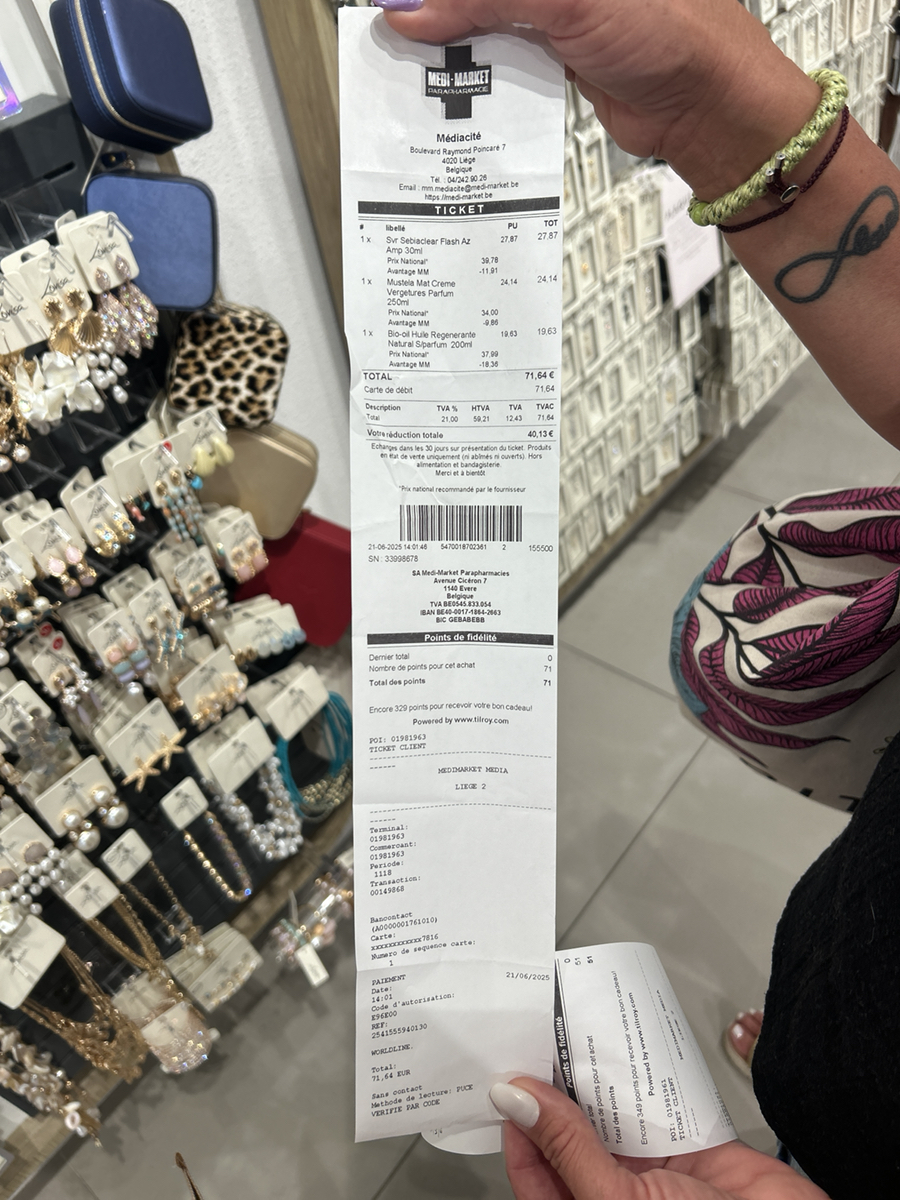 MEDI-MARKET
PARAPHARMACIE
Médiacité
Boulevard Raymond Poincaré 7
4020 Liège
Belgique
Tél. : 04/242.90.26
Email : mm.mediacite@medi-market.be
https://medi-market.be
TICKET
# libellé PU TOT
1 x Svr Sebiaclear Flash Az 27,87 27,87
Amp 30ml
Prix National* 39,78
Avantage MM -11,91
1 x Mustela Mat Creme 24,14 24,14
Vergetures Parfum
250ml
Prix National* 34,00
Avantage MM -9,86
1 x Bio-oil Huile Regenerante 19,63 19,63
Natural S/parfum 200ml
Prix National* 37,99
Avantage MM -18,36
TOTAL 71,64 €
Carte de débit 71,64
Description TVA % HTVA TVA TVAC
Total 21,00 59,21 12,43 71,64
Votre réduction totale 40,13 €
Echanges dans les 30 jours sur présentation du ticket. Produits
en état de vente uniquement (ni abîmés ni ouverts). Hors
alimentation et bandagisterie.
Merci et à bientôt
*Prix national recommandé par le fournisseur
21-06-2025 14:01:46 5470018702361 2 155500
SN : 33998678
SA Medi-Market Parapharmacies
Avenue Cicéron 7
1140 Evere
Belgique
TVA BE0545.833.054
IBAN BE40-0017-1864-2663
BIC GEBABEBB
Points de fidélité
Dernier total 0
Nombre de points pour cet achat 71
Total des points 71
Encore 329 points pour recevoir votre bon cadeau!
Powered by www.tilroy.com
POI: 01981963
TICKET CLIENT
MEDIMARKET MEDIA
LIEGE 2
Terminal:
01981963
Commercant:
01981963
Periode:
1118
Transaction:
00149868
Bancontact
(A0000001761010)
Carte:
xxxxxxxxxxxx7816
Numero de sequence carte:
1
PAIEMENT 21/06/2025
Date:
14:01
Code d'autorisation:
E96E00
REF:
2541555940130
WORLDLINE.
Total:
71,64 EUR
Sans contact
Methode de lecture: PUCE
VERIFIE PAR CODE
Points de fidélité
total 0
Nombre de points pour cet achat 51
Total des points 51
Encore 349 points pour recevoir votre bon cadeau!
Powered by www.tilroy.com
POI: 01981961
TICKET CLIENT